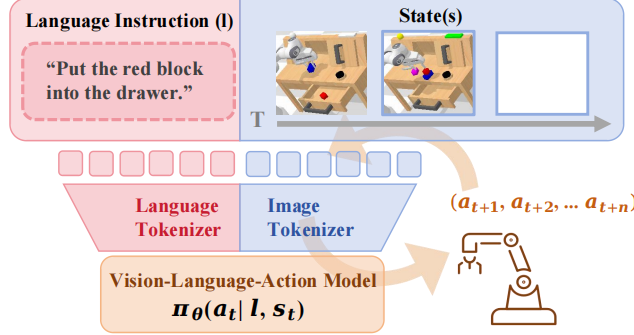 Language Instruction (l)
State(s)
“Put the red block
into the drawer.”
T
Language
Tokenizer
Image
Tokenizer
(a_{t+1}, a_{t+2}, ... a_{t+n})
Vision-Language-Action Model
π_θ(a_t| l, s_t)